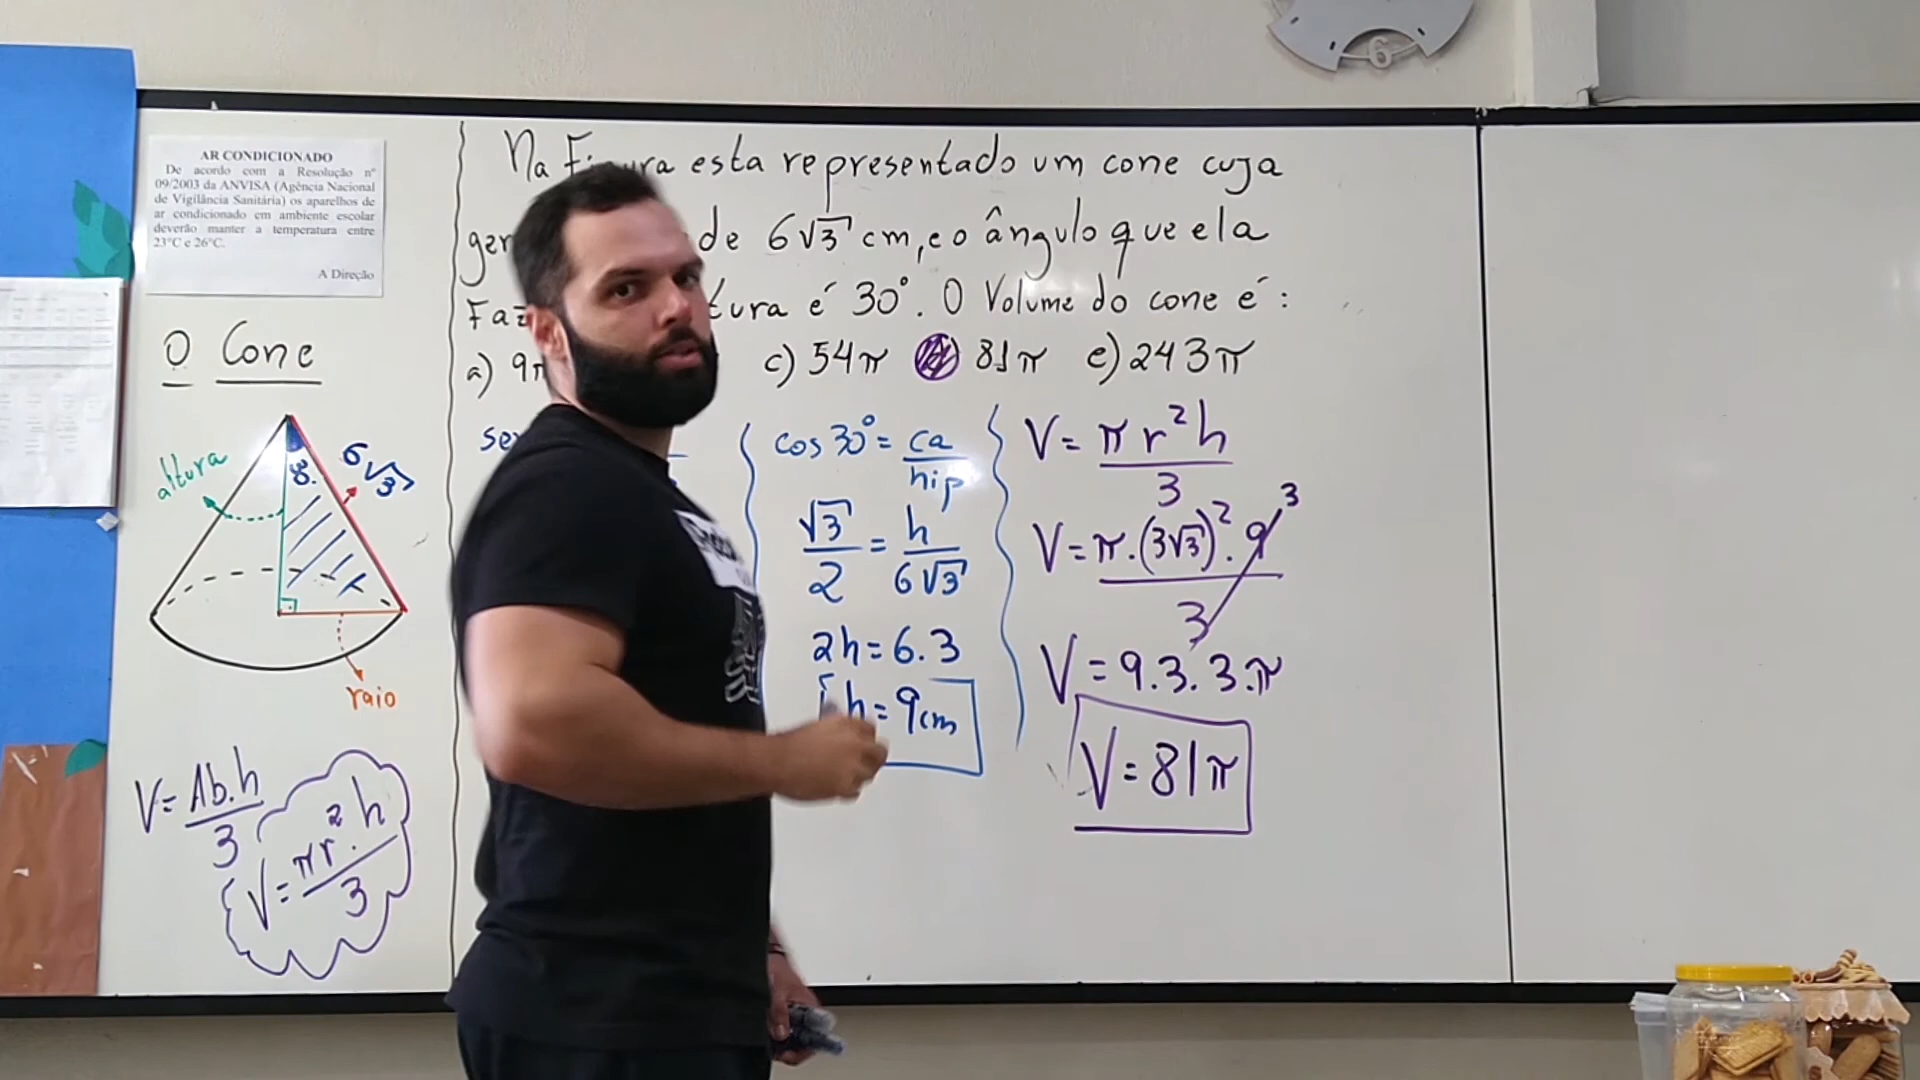 6
AR CONDICIONADO
De acordo com a Resolução nº
09/2003 da ANVISA (Agência Nacional
de Vigilância Sanitária) os aparelhos de
ar condicionado em ambiente escolar
deverão manter a temperatura entre
23°C e 26°C.
A Direção
O Cone
altura
30°
6√3
raio
V= Ab.h/3
V= πr².h/3
Na esta representado um cone cuja
de 6√3 cm, e o ângulo que ela
é 30°. O Volume do cone é:
a) 9π c) 54π d) 81π e) 243π
cos 30° = ca/hip
√3/2 = h/6√3
2h = 6.3
h = 9cm
V = πr²h/3
V = π.(3√3)².9/3 3
V = 9.3.3.π
V = 81π